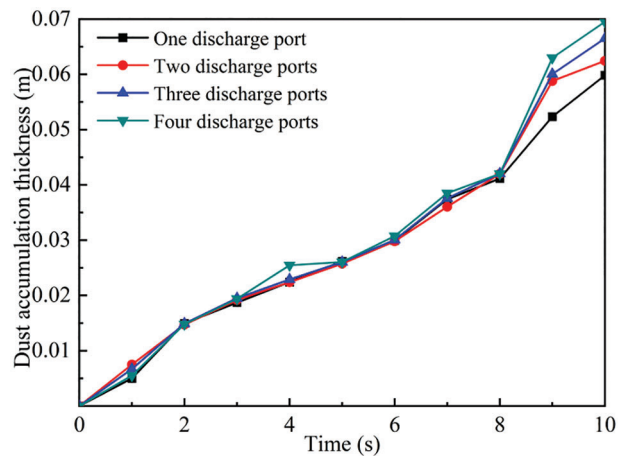 0.07
0.06
0.05
0.04
0.03
0.02
0.01
Dust accumulation thickness (m)
One discharge port
Two discharge ports
Three discharge ports
Four discharge ports
0 2 4 6 8 10
Time (s)